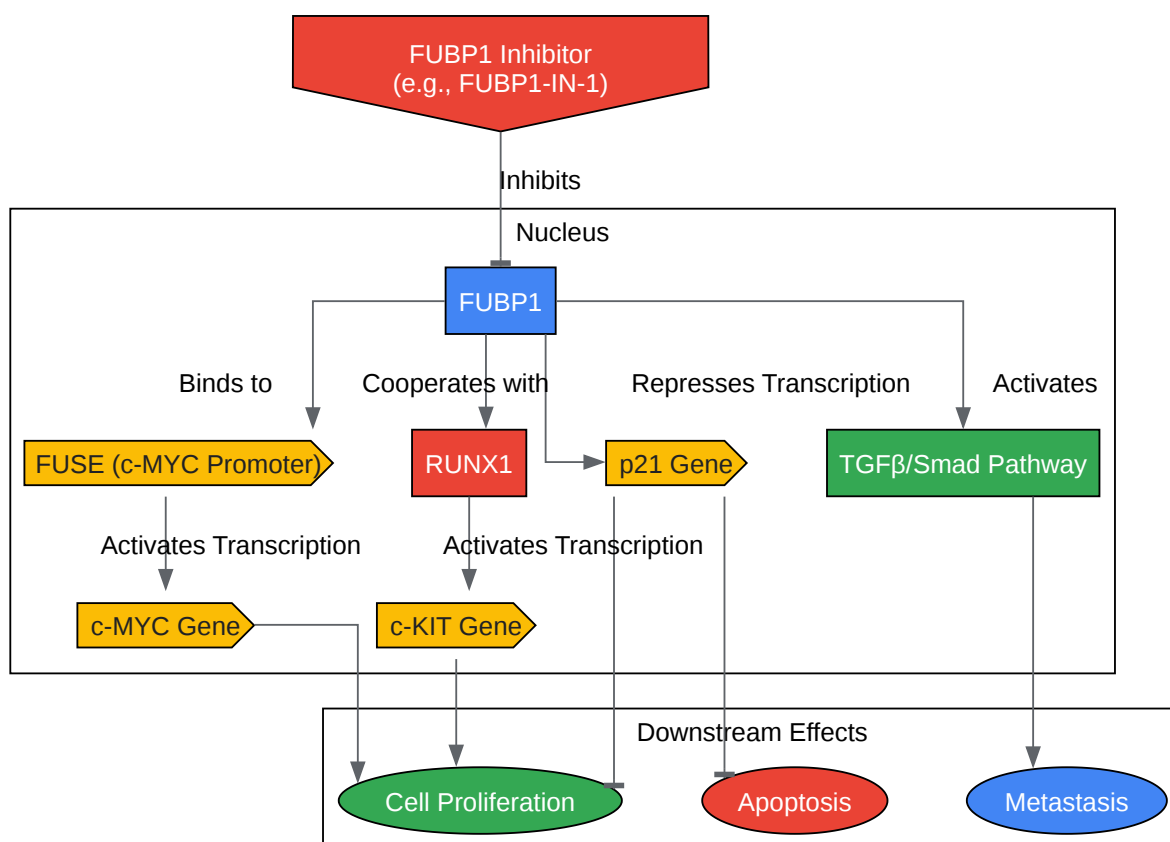 FUBP1 Inhibitor
(e.g., FUBP1-IN-1)
Inhibits
Nucleus
FUBP1
Binds to
Cooperates with
Represses Transcription
Activates
FUSE (c-MYC Promoter)
RUNX1
p21 Gene
TGFβ/Smad Pathway
Activates Transcription
Activates Transcription
c-MYC Gene
c-KIT Gene
Downstream Effects
Cell Proliferation
Apoptosis
Metastasis